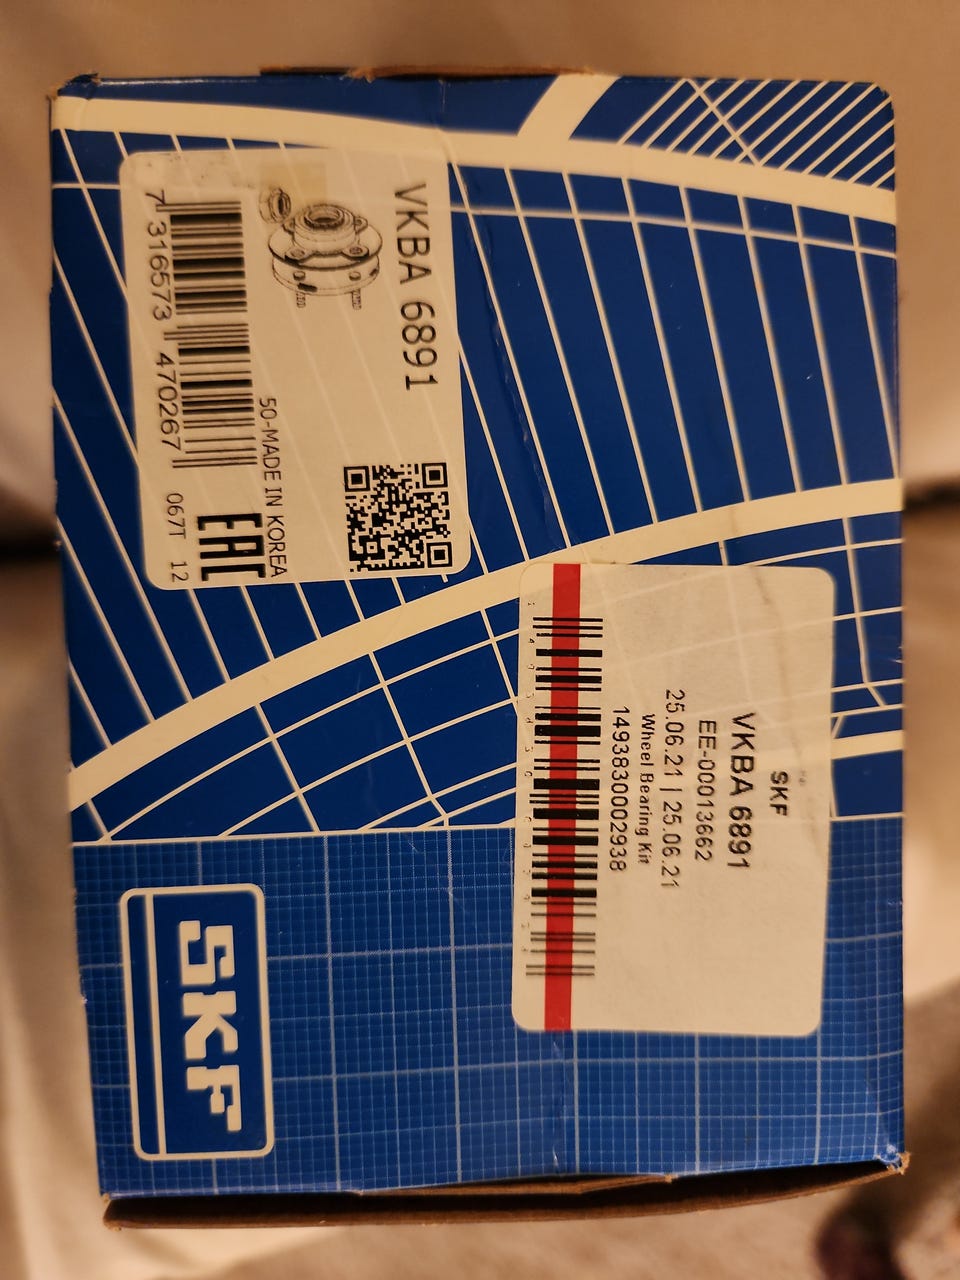 VKBA 6891
50-MADE IN KOREA
EAC
7 316573 470267
067T 12
SKF
VKBA 6891
EE-00013662
25.06.21 | 25.06.21
Wheel Bearing Kit
1493830002938
SKF